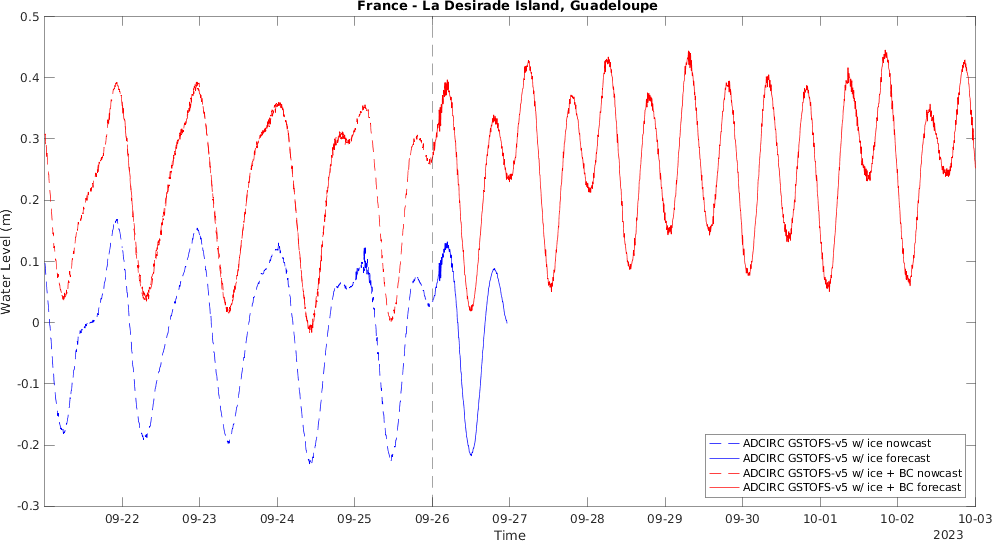 France - La Desirade Island, Guadeloupe
0.5
0.4
0.3
0.2
0.1
0
-0.1
-0.2
-0.3
Water Level (m)
ADCIRC GSTOFS-v5 w/ ice nowcast
ADCIRC GSTOFS-v5 w/ ice forecast
ADCIRC GSTOFS-v5 w/ ice + BC nowcast
ADCIRC GSTOFS-v5 w/ ice + BC forecast
09-22 09-23 09-24 09-25 09-26 09-27 09-28 09-29 09-30 10-01 10-02 10-03
Time
2023